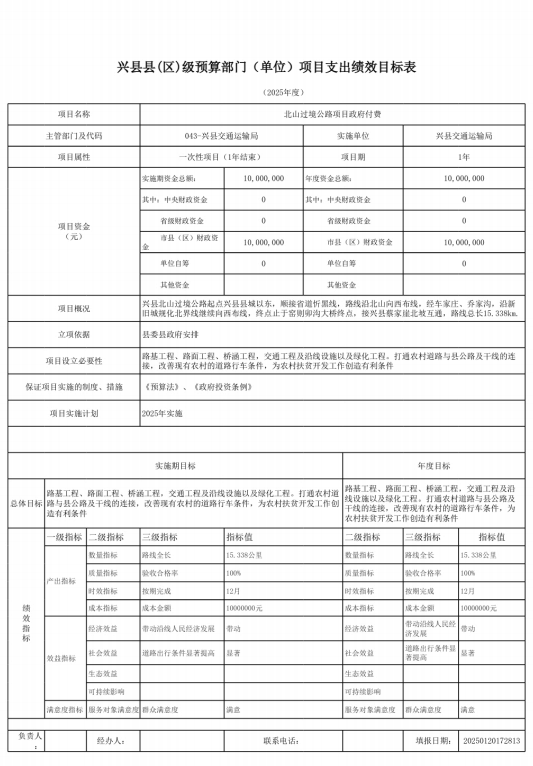 兴县县(区)级预算部门（单位）项目支出绩效目标表
（2025年度）
项目名称 北山过境公路项目政府付费
主管部门及代码 043-兴县交通运输局 实施单位 兴县交通运输局
项目属性 一次性项目（1年结束） 项目期 1年
项目资金
（元）
实施期资金总额: 10,000,000 年度资金总额: 10,000,000
其中：中央财政资金 0 其中：中央财政资金 0
省级财政资金 0 省级财政资金 0
市县（区）财政资金 10,000,000 市县（区）财政资金 10,000,000
单位自筹 0 单位自筹 0
其他资金 其他资金
项目概况
兴县北山过境公路起点兴县县城以东，顺接省道忻黑线，路线沿北山向西布线，经车家庄、乔家沟，沿新
旧城规化北界线继续向西布线，终点止于窑则卯沟大桥终点，接兴县蔡家崖北坡互通，路线总长15.338km.
立项依据 县委县政府安排
项目设立必要性
路基工程、路面工程、桥涵工程，交通工程及沿线设施以及绿化工程。打通农村道路与县公路及干线的连
接，改善现有农村的道路行车条件，为农村扶贫开发工作创造有利条件
保证项目实施的制度、措施 《预算法》、《政府投资条例》
项目实施计划 2025年实施
实施期目标 年度目标
总体目标
路基工程、路面工程、桥涵工程，交通工程及沿线设施以及绿化工程。打通农村道
路与县公路及干线的连接，改善现有农村的道路行车条件，为农村扶贫开发工作创
造有利条件
路基工程、路面工程、桥涵工程，交通工程及沿
线设施以及绿化工程。打通农村道路与县公路及
干线的连接，改善现有农村的道路行车条件，为
农村扶贫开发工作创造有利条件
绩效指标
一级指标 二级指标 三级指标 指标值 二级指标 三级指标 指标值
产出指标
数量指标 路线全长 15.338公里 数量指标 路线全长 15.338公里
质量指标 验收合格率 100% 质量指标 验收合格率 100%
时效指标 按期完成 12月 时效指标 按期完成 12月
成本指标 成本金额 10000000元 成本指标 成本金额 10000000元
效益指标
经济效益 带动沿线人民经济发展 带动 经济效益 带动沿线人民经济发展 带动
社会效益 道路出行条件显著提高 显著 社会效益 道路出行条件显著提高 显著
生态效益 生态效益
可持续影响 可持续影响
满意度指标 服务对象满意度 群众满意度 满意 服务对象满意度 群众满意度 满意
负责人： 经办人: 联系电话: 填报日期: 20250120172813